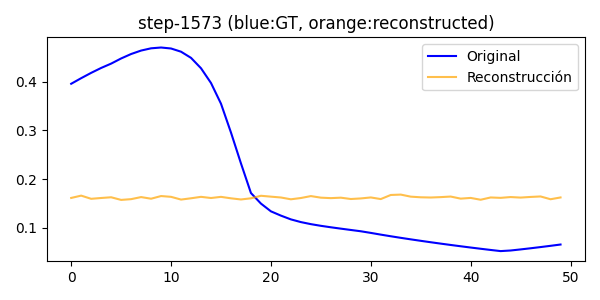 step-1573 (blue:GT, orange:reconstructed)
Original
Reconstrucción
0.4
0.3
0.2
0.1
0 10 20 30 40 50